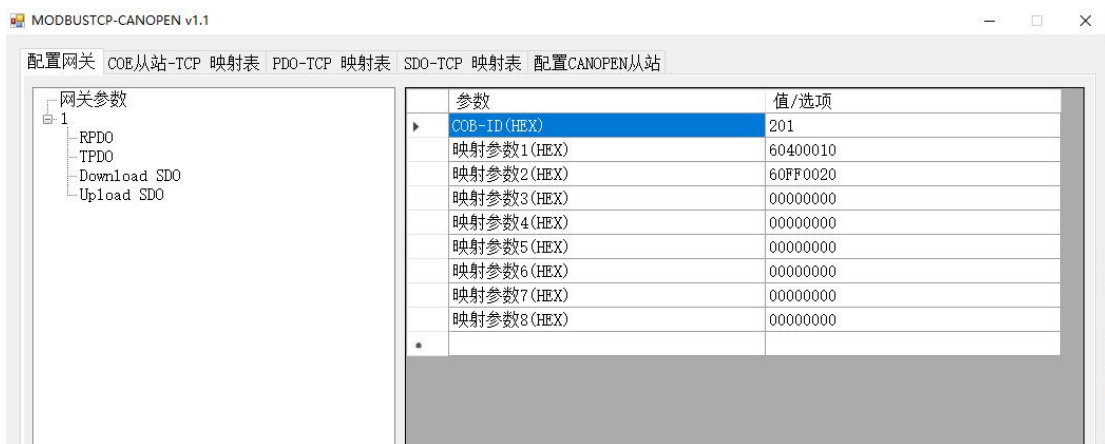 MODBUSTCP-CANOPEN v1.1
配置网关 COE从站-TCP 映射表 PDO-TCP 映射表 SDO-TCP 映射表 配置CANOPEN从站
网关参数
1
RPDO
TPDO
Download SDO
Upload SDO
参数 值/选项
COB-ID(HEX) 201
映射参数1(HEX) 60400010
映射参数2(HEX) 60FF0020
映射参数3(HEX) 00000000
映射参数4(HEX) 00000000
映射参数5(HEX) 00000000
映射参数6(HEX) 00000000
映射参数7(HEX) 00000000
映射参数8(HEX) 00000000